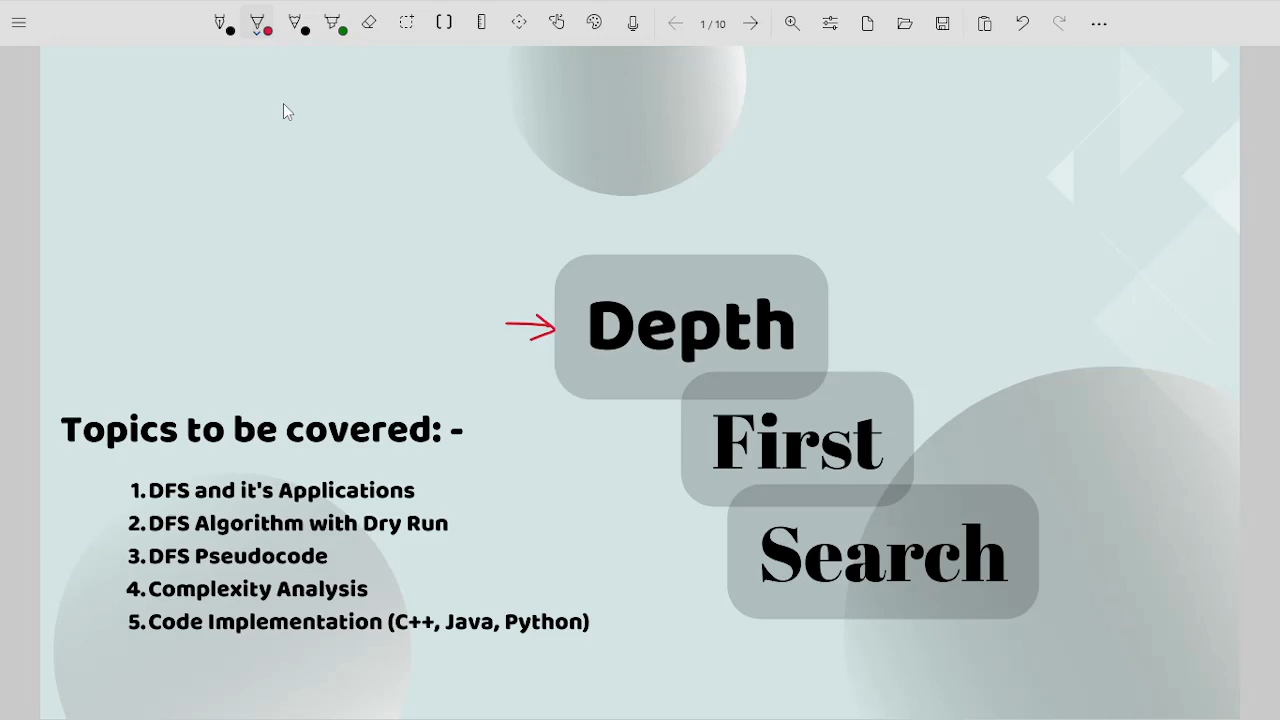 1 / 10
Depth
First
Search
Topics to be covered: -
1. DFS and it's Applications
2. DFS Algorithm with Dry Run
3. DFS Pseudocode
4. Complexity Analysis
5. Code Implementation (C++, Java, Python)